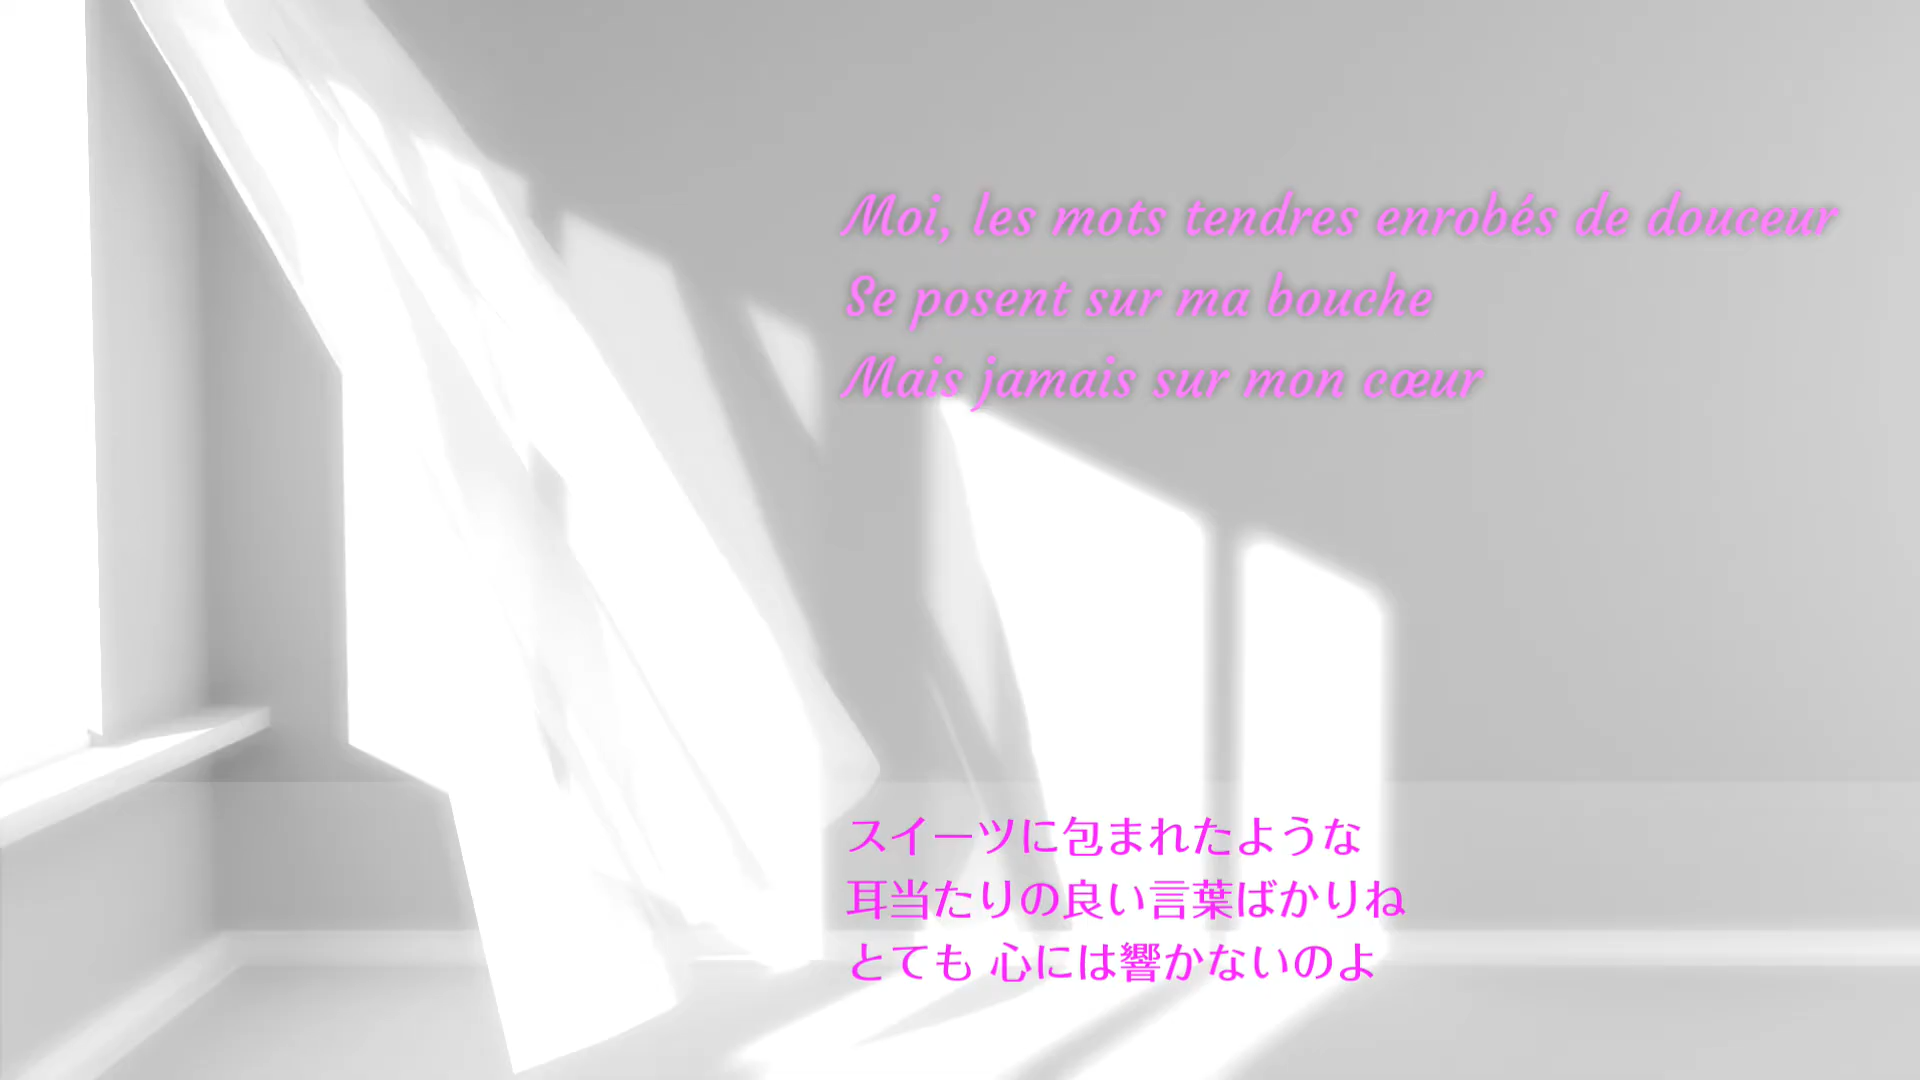 Moi, les mots tendres enrobés de douceur
Se posent sur ma bouche
Mais jamais sur mon cœur
スイーツに包まれたような
耳当たりの良い言葉ばかりね
とても 心には響かないのよ